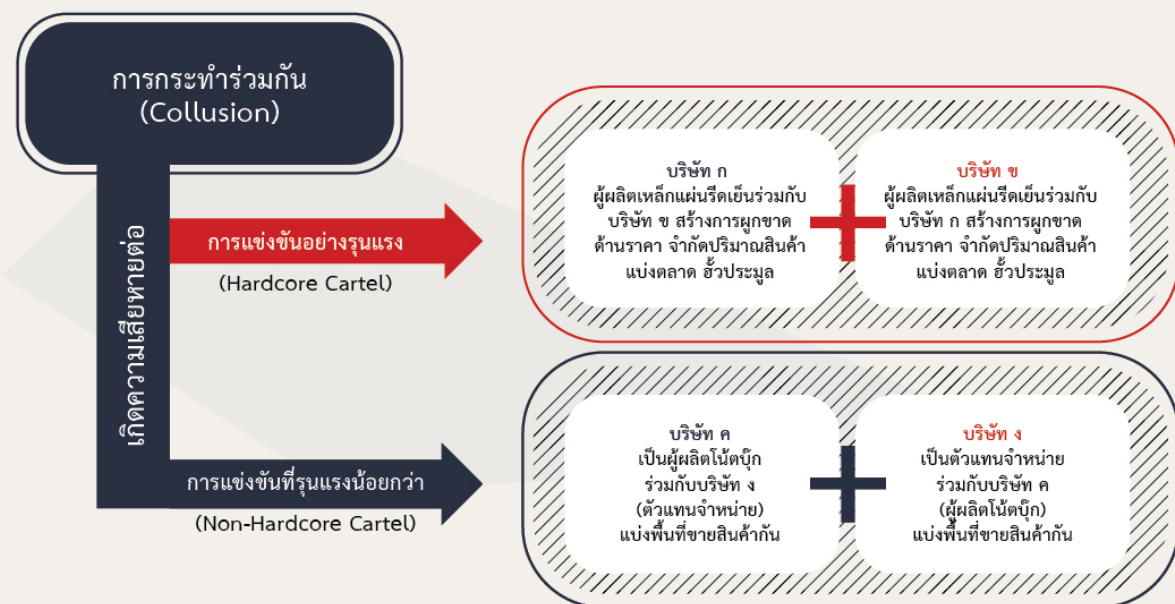 การกระทำร่วมกัน
(Collusion)
เกิดความเสียหายต่อ
การแข่งขันอย่างรุนแรง
(Hardcore Cartel)
บริษัท ก
ผู้ผลิตเหล็กแผ่นรีดเย็นร่วมกับ
บริษัท ข สร้างการผูกขาด
ด้านราคา จำกัดปริมาณสินค้า
แบ่งตลาด ฮั้วประมูล
บริษัท ข
ผู้ผลิตเหล็กแผ่นรีดเย็นร่วมกับ
บริษัท ก สร้างการผูกขาด
ด้านราคา จำกัดปริมาณสินค้า
แบ่งตลาด ฮั้วประมูล
การแข่งขันที่รุนแรงน้อยกว่า
(Non-Hardcore Cartel)
บริษัท ค
เป็นผู้ผลิตโน้ตบุ๊ก
ร่วมกับบริษัท ง
(ตัวแทนจำหน่าย)
แบ่งพื้นที่ขายสินค้ากัน
บริษัท ง
เป็นตัวแทนจำหน่าย
ร่วมกับบริษัท ค
(ผู้ผลิตโน้ตบุ๊ก)
แบ่งพื้นที่ขายสินค้ากัน